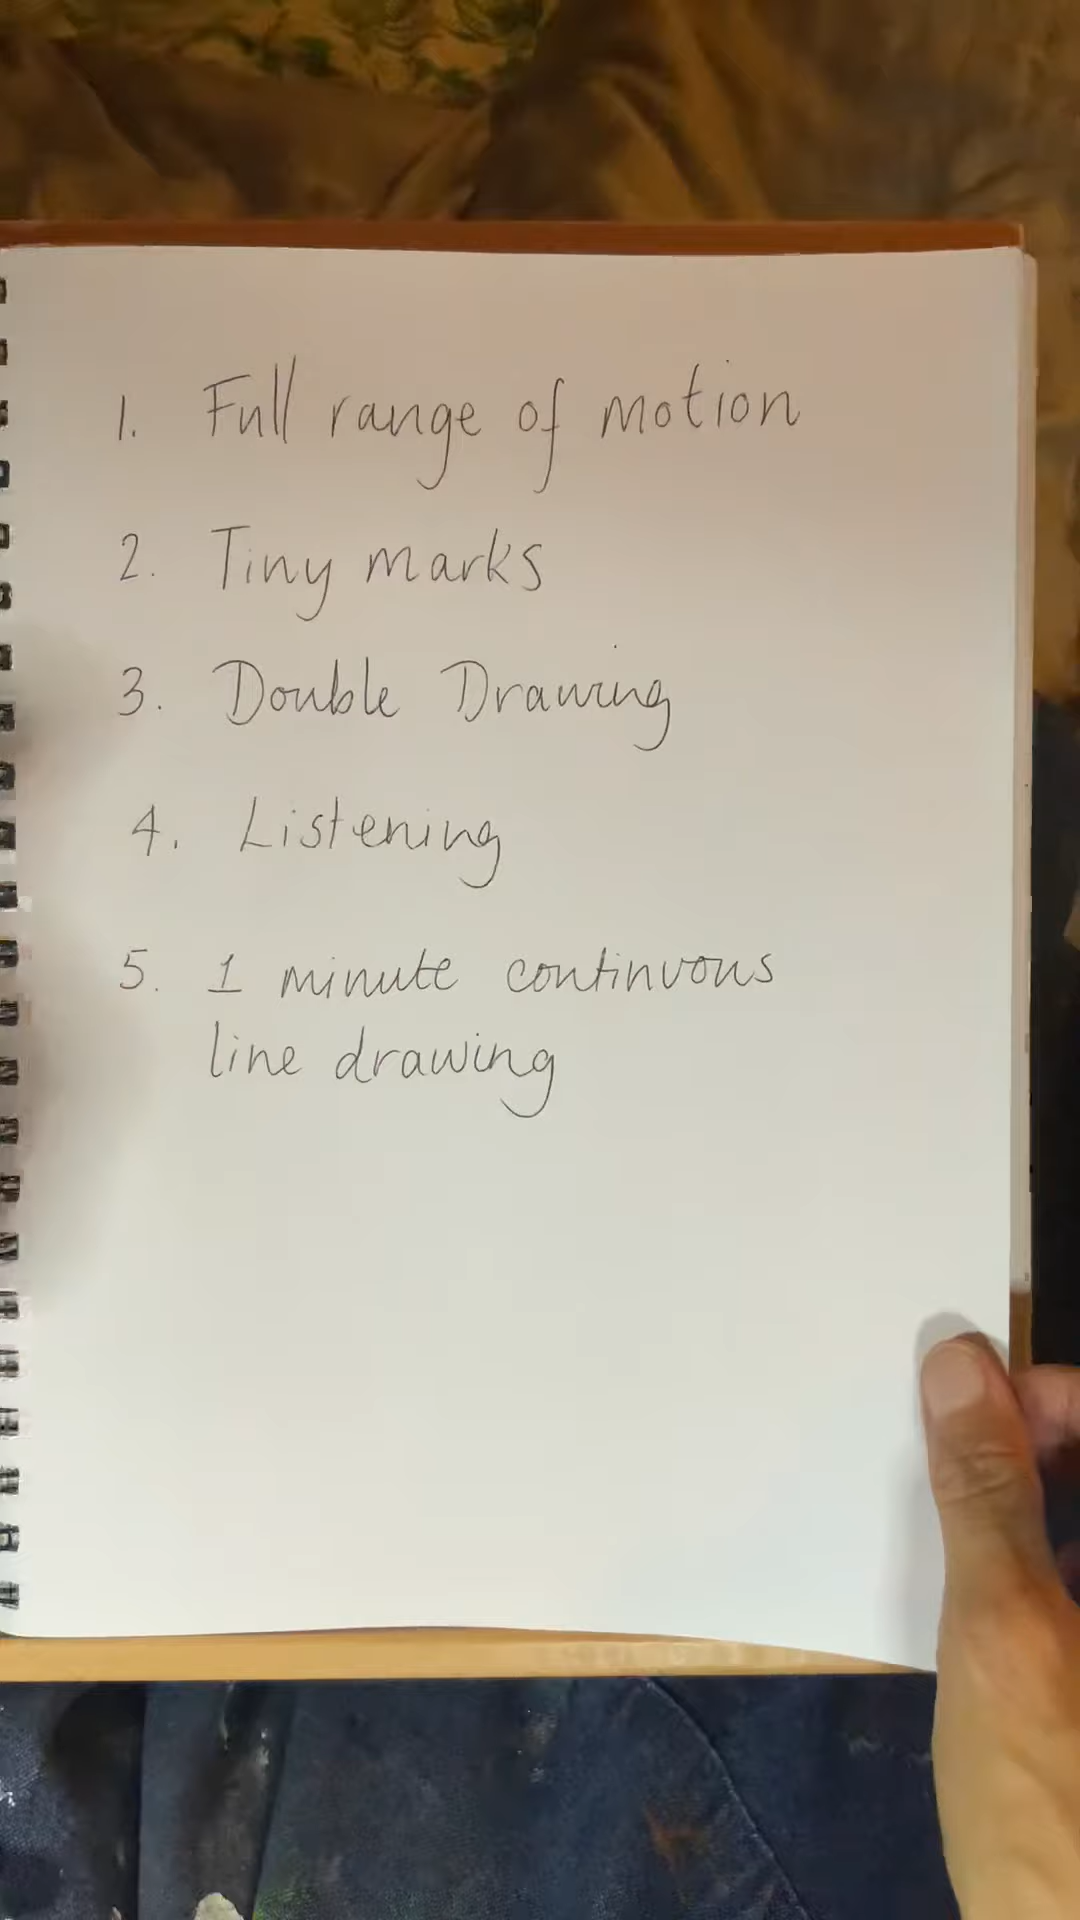 1. Full range of motion
2. Tiny marks
3. Double Drawing
4. Listening
5. 1 minute continuous
line drawing